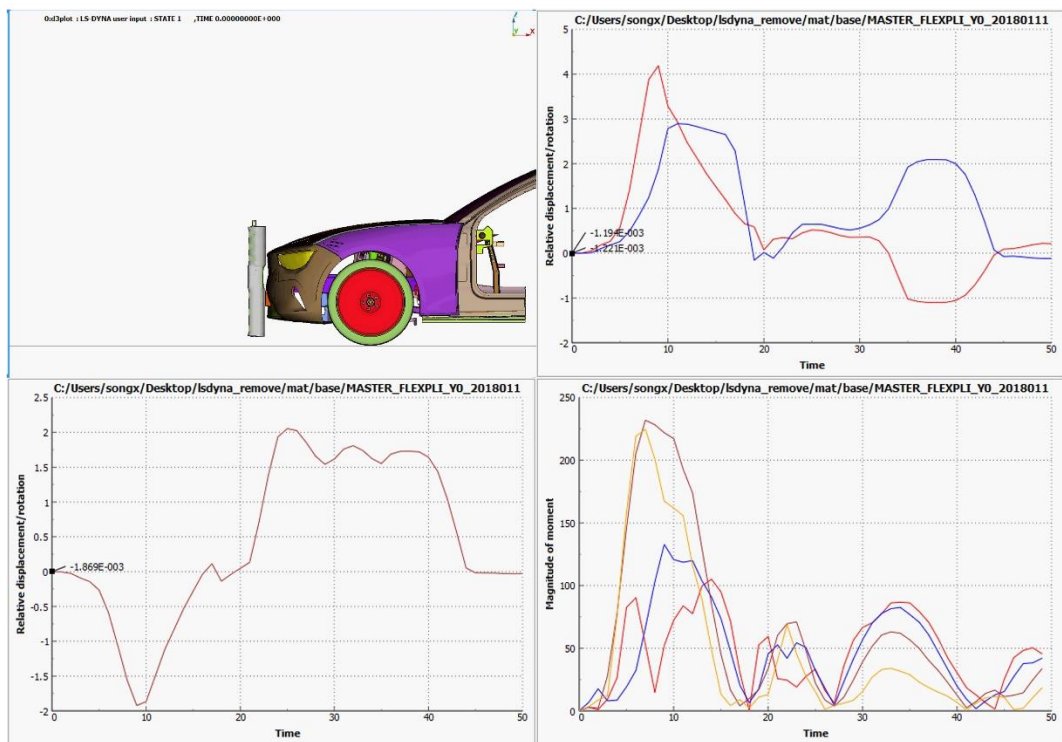 0:d3plot : LS-DYNA user input : STATE 1 ,TIME 0.00000000E+000
Z
Y
X
C:/Users/songx/Desktop/lsdyna_remove/mat/base/MASTER_FLEXPLI_Y0_20180111
Relative displacement/rotation
5
4
3
2
1
0
-1
-2
-1.194E-003
-1.221E-003
0
10
20
30
40
50
Time
C:/Users/songx/Desktop/lsdyna_remove/mat/base/MASTER_FLEXPLI_Y0_2018011
Relative displacement/rotation
2.5
2
1.5
1
0.5
0
-0.5
-1
-1.5
-2
-1.869E-003
0
10
20
30
40
50
Time
C:/Users/songx/Desktop/lsdyna_remove/mat/base/MASTER_FLEXPLI_Y0_2018011
Magnitude of moment
250
200
150
100
50
0
0
10
20
30
40
50
Time